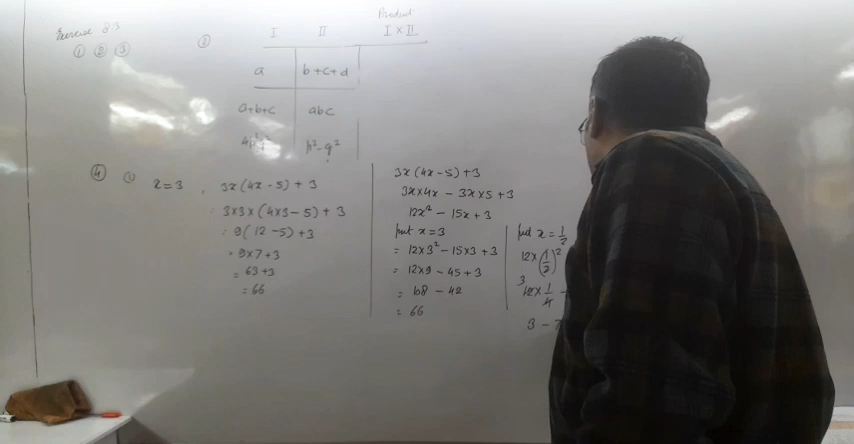 Exercise 8.3
① ② ③
②
Product
I II I × II
a b+c+d
a+b+c abc
4p²q² p²-q²
④ ①
x=3, 3x(4x-5)+3
3×3×(4×3-5)+3
= 9(12-5)+3
= 9×7+3
= 63+3
= 66
3x(4x-5)+3
3x×4x - 3x×5+3
12x² - 15x+3
put x=3
= 12×3² - 15×3+3
= 12×9 - 45+3
= 108 - 42
= 66
put x=1/2
12×(1/2)²
3
12×1/4 -
3 - 7